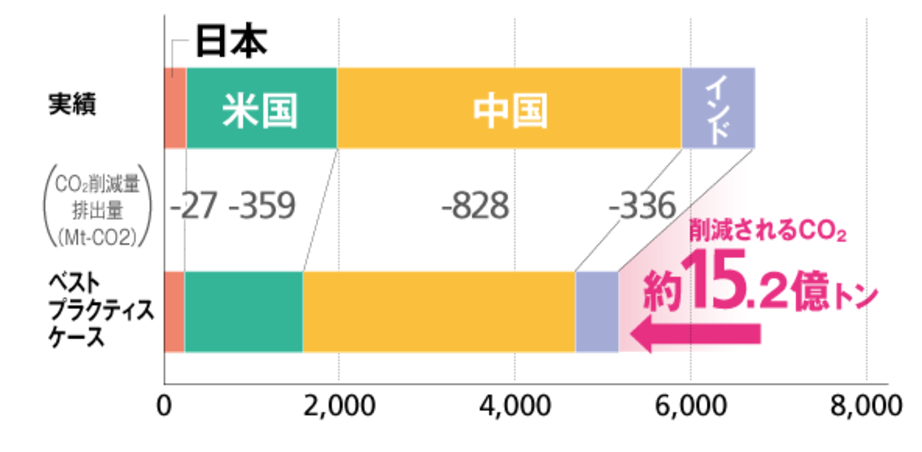 日本
実績
米国
中国
インド
CO₂削減量
排出量
(Mt-CO2)
-27 -359 -828 -336
削減されるCO₂
約15.2億トン
ベスト
プラクティス
ケース
0 2,000 4,000 6,000 8,000